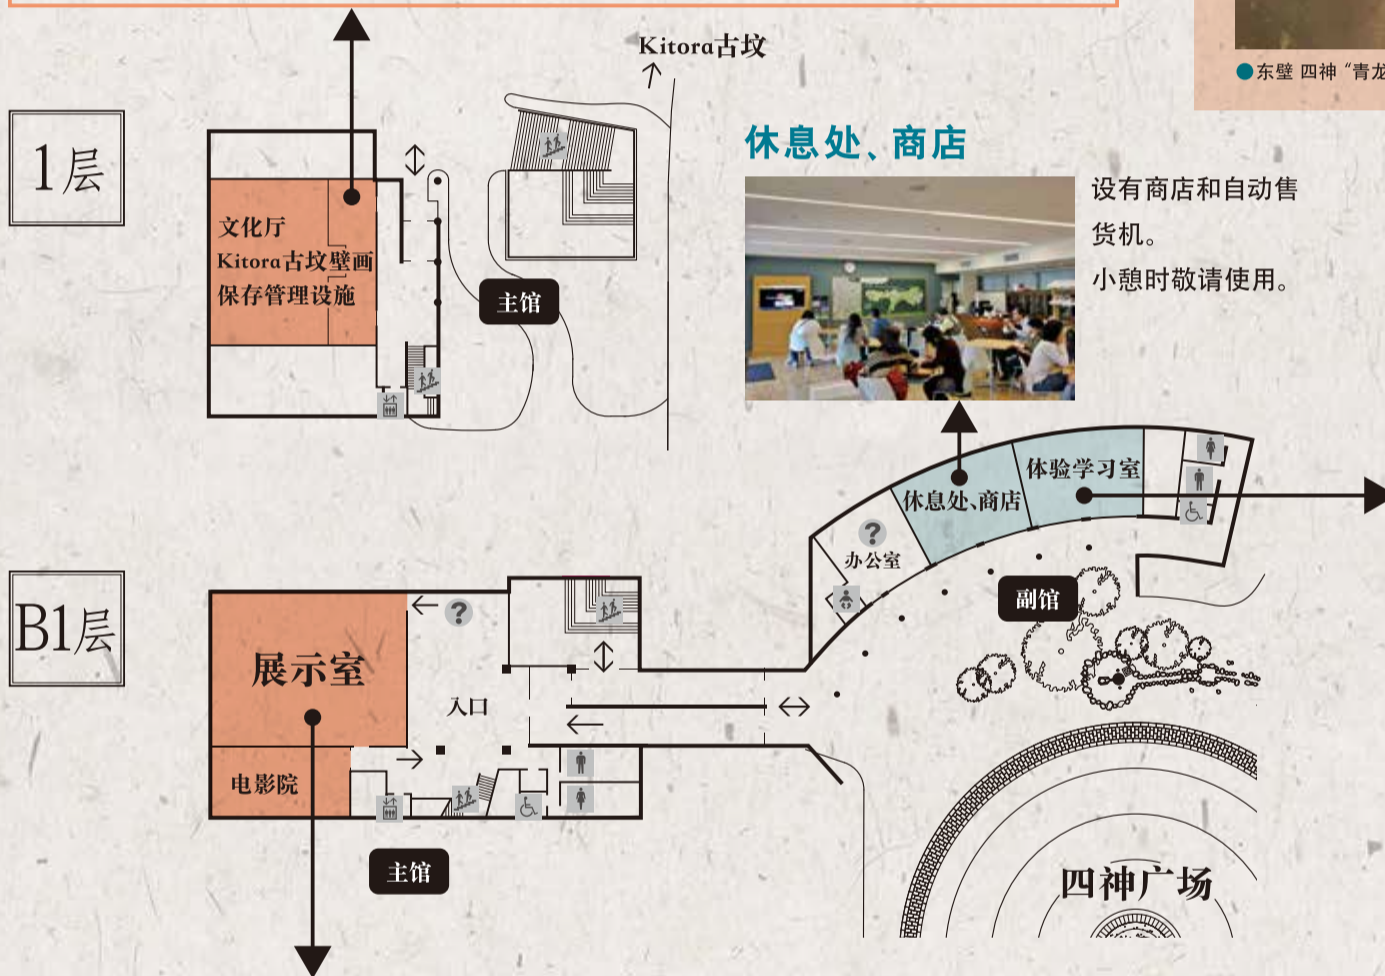 Kitora古坟
●东壁 四神“青龙
1层
休息处、商店
设有商店和自动售
货机。
小憩时敬请使用。
文化厅
Kitora古坟壁画
保存管理设施
主馆
体验学习室
休息处、商店
?
办公室
副馆
B1层
?
展示室
入口
电影院
主馆
四神广场